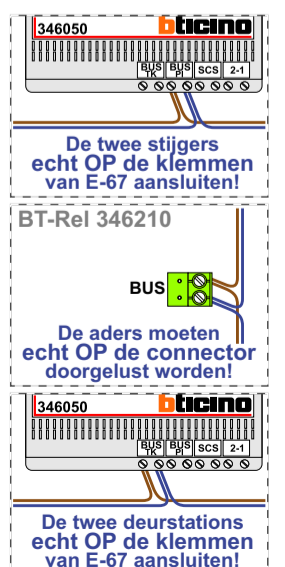 346050 bticino
BUS TK BUS PI SCS 2-1
De twee stijgers
echt OP de klemmen
van E-67 aansluiten!
BT-Rel 346210
BUS
De aders moeten
echt OP de connector
doorgelust worden!
346050 bticino
BUS TK BUS PI SCS 2-1
De twee deurstations
echt OP de klemmen
van E-67 aansluiten!